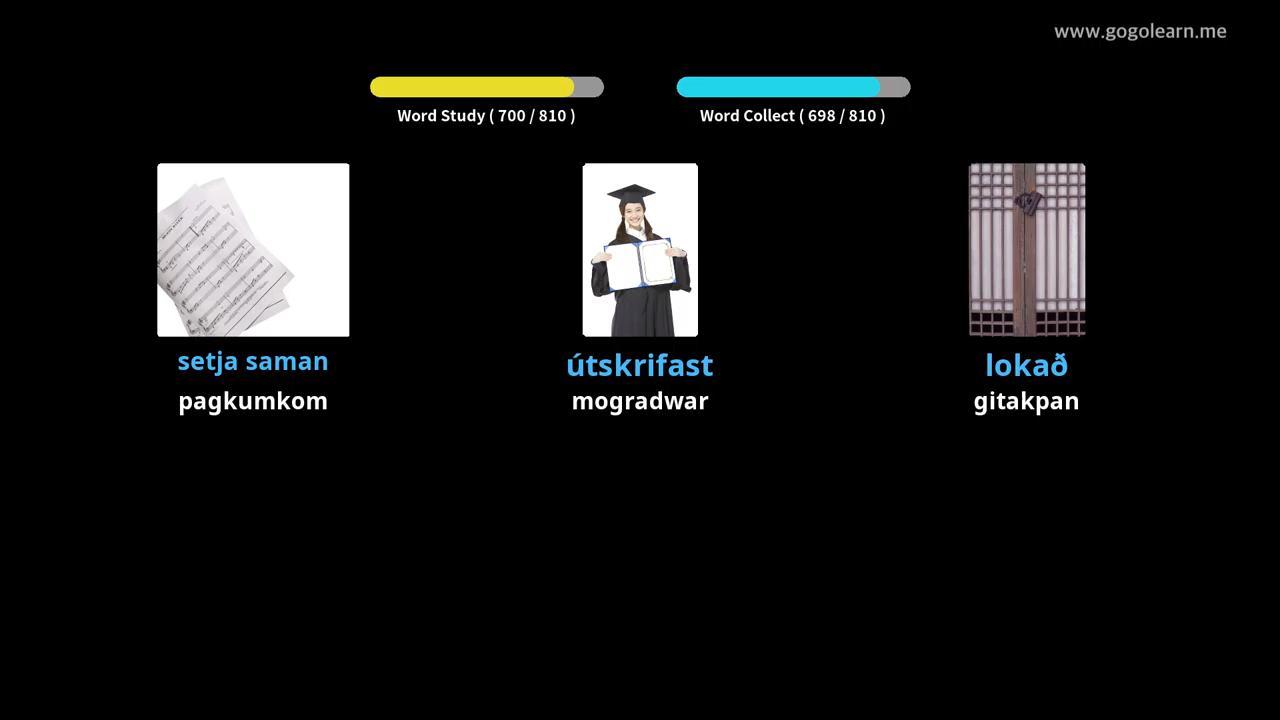 www.gogolearn.me
Word Study ( 700 / 810 )
Word Collect ( 698 / 810 )
setja saman
pagkumkom
útskrifast
mogradwar
lokað
gitakpan